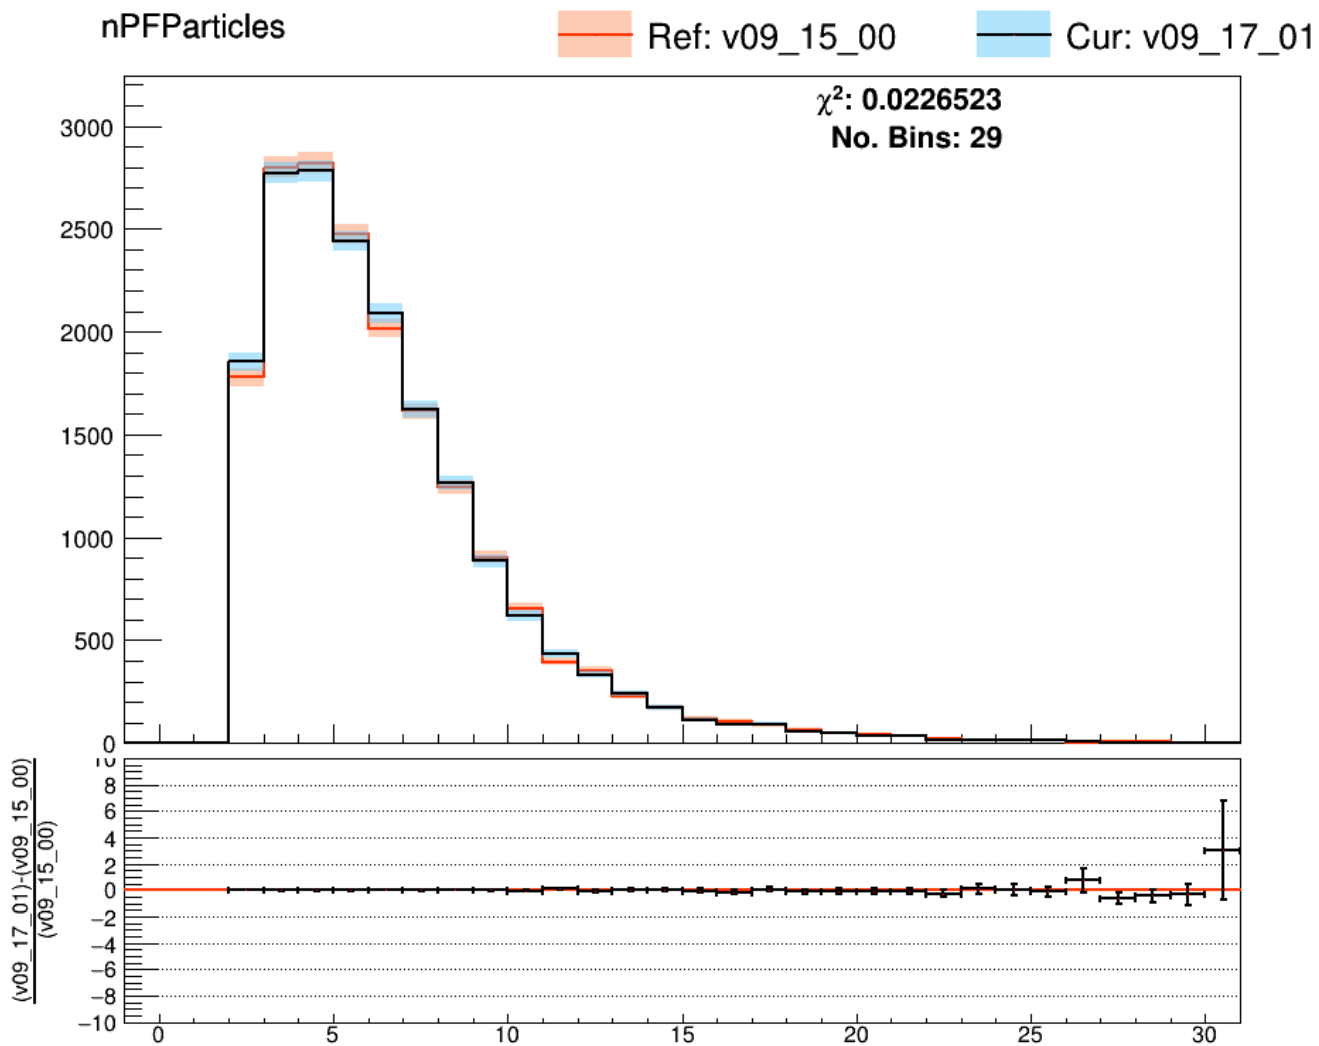 nPFParticles
Ref: v09_15_00
Cur: v09_17_01
χ²: 0.0226523
No. Bins: 29
3000
2500
2000
1500
1000
500
0
(v09_17_01)-(v09_15_00)
(v09_15_00)
10
8
6
4
2
0
−2
−4
−6
−8
−10
0 5 10 15 20 25 30